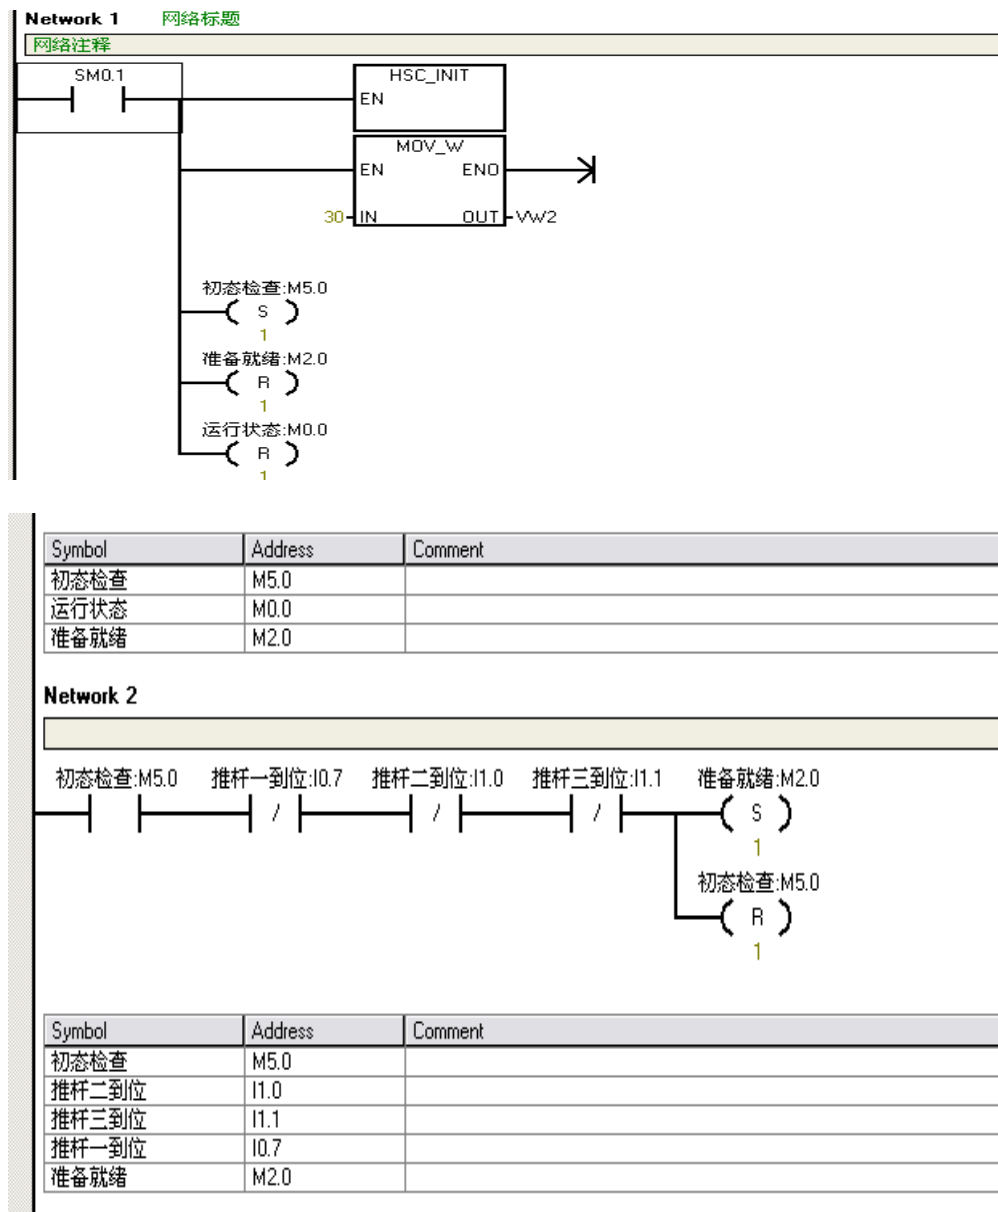 Network 1 网络标题
网络注释
SM0.1 HSC_INIT
EN
MOV_W
EN ENO
30 IN OUT VW2
初态检查:M5.0
S
1
准备就绪:M2.0
R
1
运行状态:M0.0
R
1
Symbol Address Comment
初态检查 M5.0
运行状态 M0.0
准备就绪 M2.0
Network 2
初态检查:M5.0 推杆一到位:I0.7 推杆二到位:I1.0 推杆三到位:I1.1 准备就绪:M2.0
/ / / S
1
初态检查:M5.0
R
1
Symbol Address Comment
初态检查 M5.0
推杆二到位 I1.0
推杆三到位 I1.1
推杆一到位 I0.7
准备就绪 M2.0